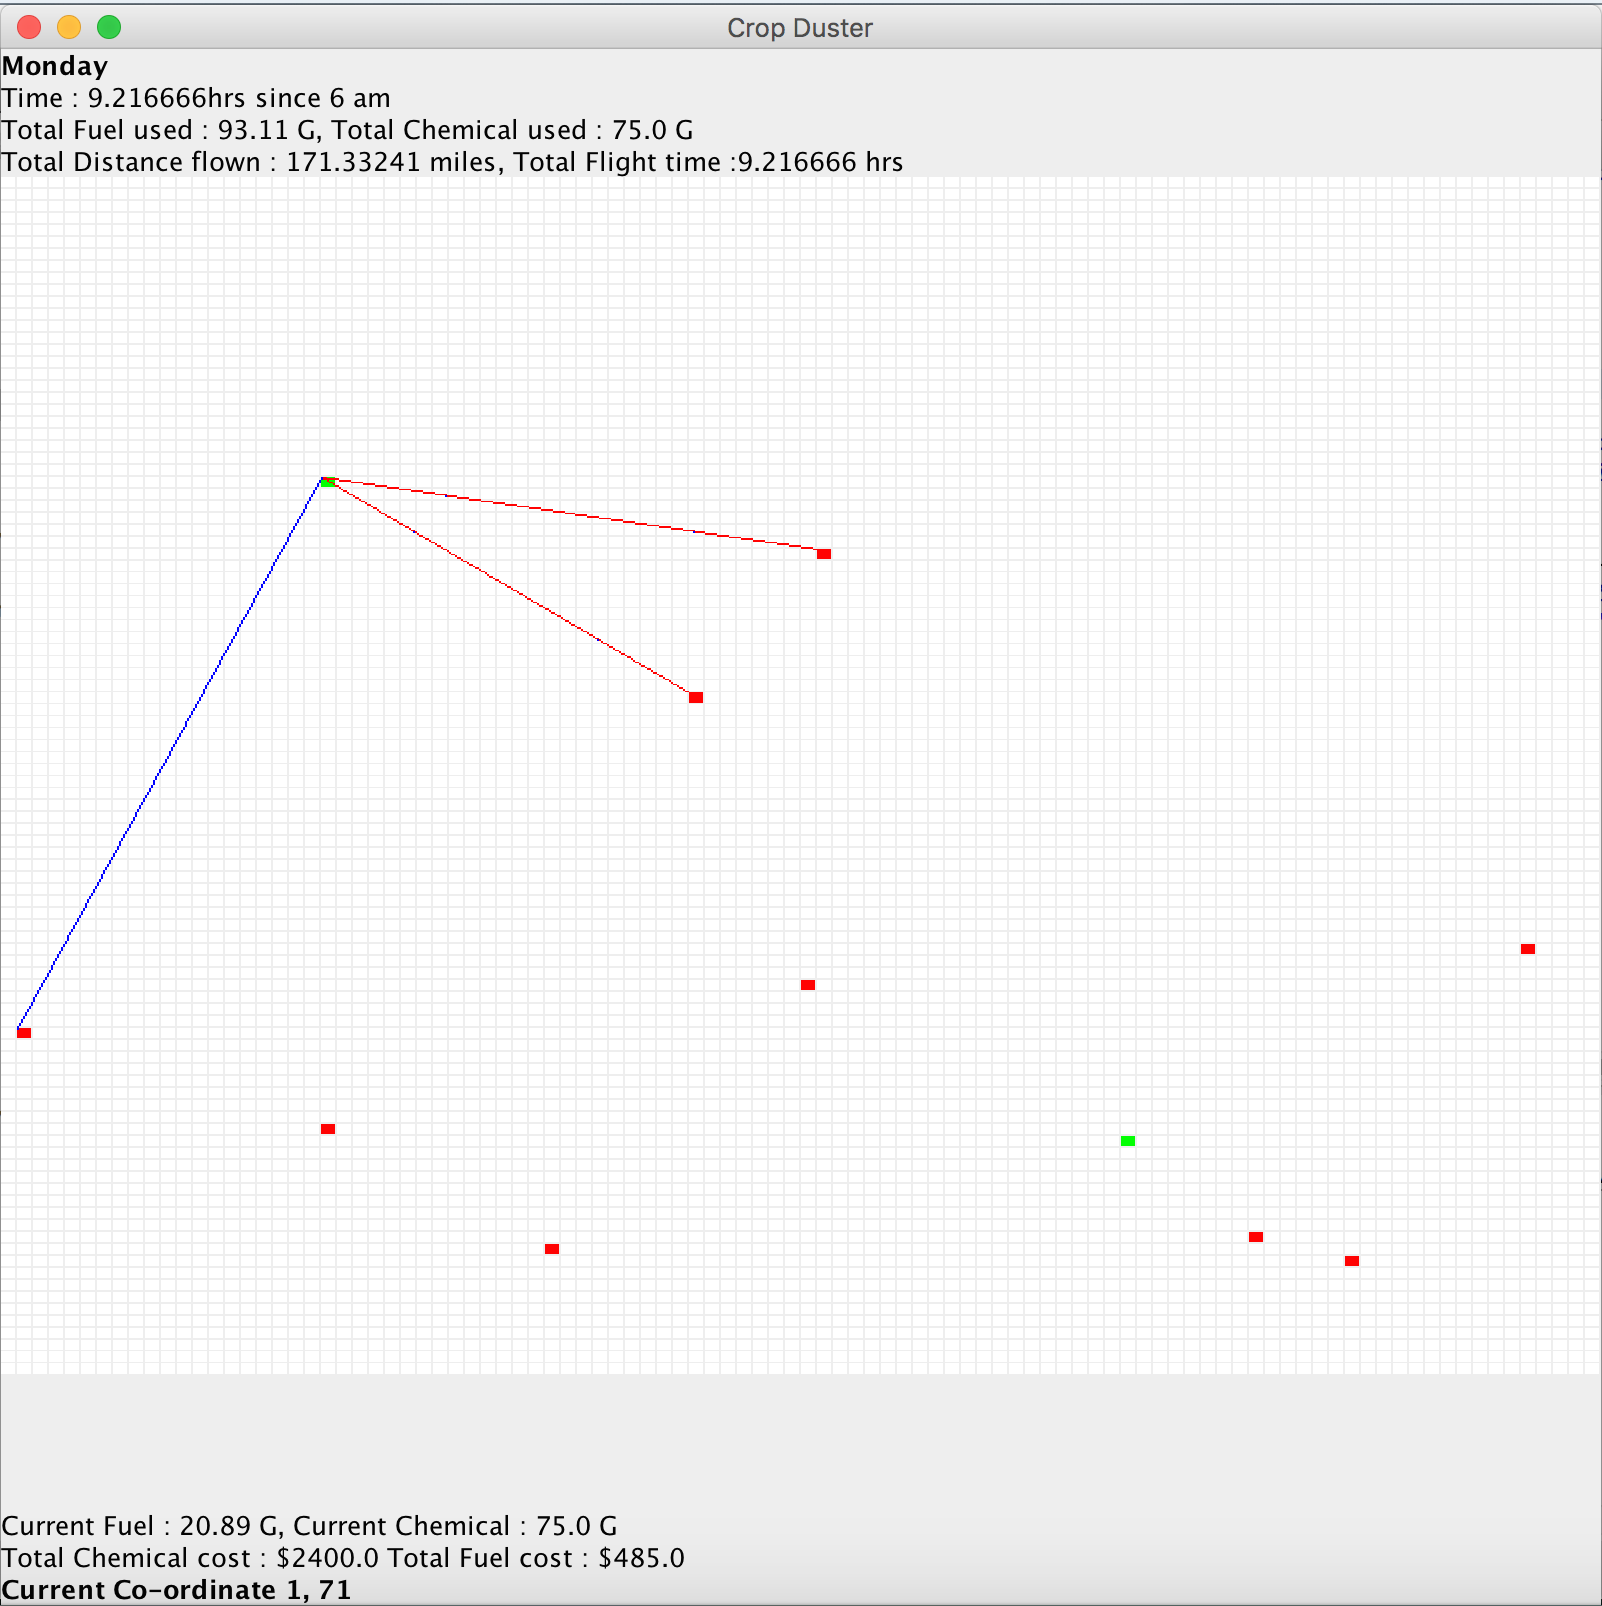 Crop Duster
Monday
Time : 9.216666hrs since 6 am
Total Fuel used : 93.11 G, Total Chemical used : 75.0 G
Total Distance flown : 171.33241 miles, Total Flight time :9.216666 hrs
Current Fuel : 20.89 G, Current Chemical : 75.0 G
Total Chemical cost : $2400.0 Total Fuel cost : $485.0
Current Co-ordinate 1, 71